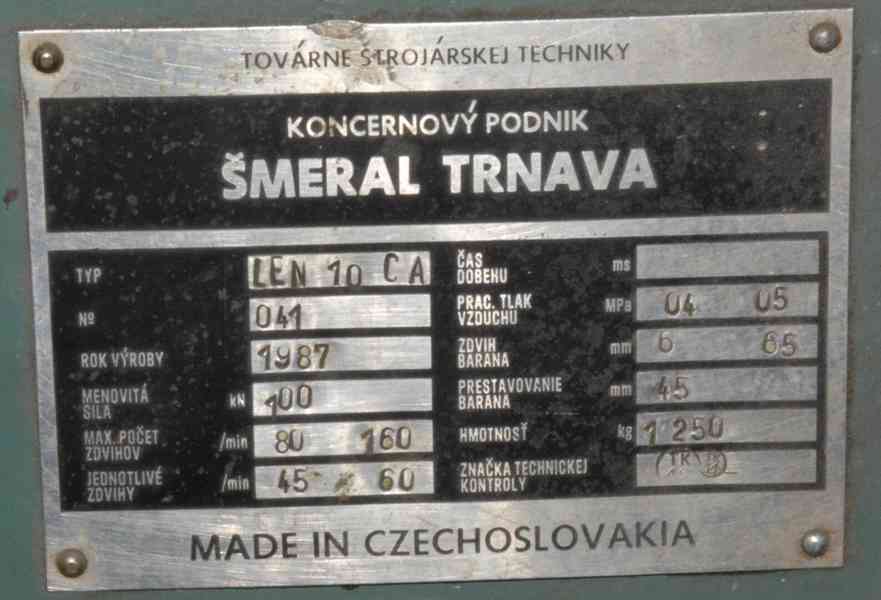 TOVÁRNE STROJÁRSKEJ TECHNIKY
KONCERNOVÝ PODNIK
ŠMERAL TRNAVA
TYP LEN 10 CA
Nº 041
ROK VÝROBY 1987
MENOVITÁ SILA kN 100
MAX. POČET ZDVIHOV /min 80 160
JEDNOTLIVÉ ZDVIHY /min 45 60
ČAS DOBEHU ms
PRAC. TLAK VZDUCHU MPa 04 05
ZDVIH BARANA mm 6 65
PRESTAVOVANIE BARANA mm 45
HMOTNOSŤ kg 1 250
ZNAČKA TECHNICKEJ KONTROLY
MADE IN CZECHOSLOVAKIA